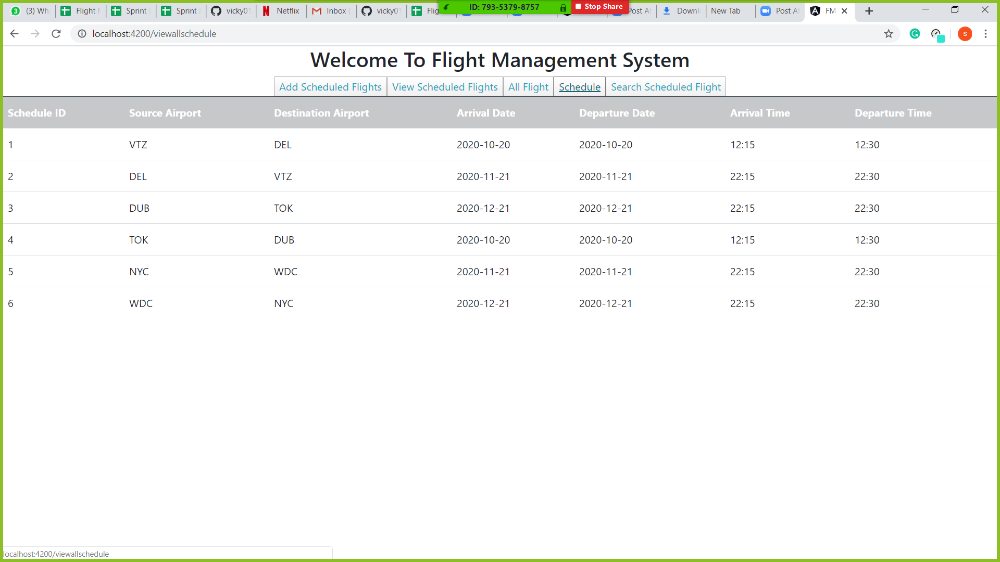 3 (3) Wha Flight M Sprint Sprint vicky01 Netflix Inbox ( vicky01 Flig Post At Downl New Tab Post At FM
ID: 793-5379-8757 Stop Share
localhost:4200/viewallschedule
s
Welcome To Flight Management System
Add Scheduled Flights View Scheduled Flights All Flight Schedule Search Scheduled Flight
Schedule ID Source Airport Destination Airport Arrival Date Departure Date Arrival Time Departure Time
1 VTZ DEL 2020-10-20 2020-10-20 12:15 12:30
2 DEL VTZ 2020-11-21 2020-11-21 22:15 22:30
3 DUB TOK 2020-12-21 2020-12-21 22:15 22:30
4 TOK DUB 2020-10-20 2020-10-20 12:15 12:30
5 NYC WDC 2020-11-21 2020-11-21 22:15 22:30
6 WDC NYC 2020-12-21 2020-12-21 22:15 22:30
localhost:4200/viewallschedule